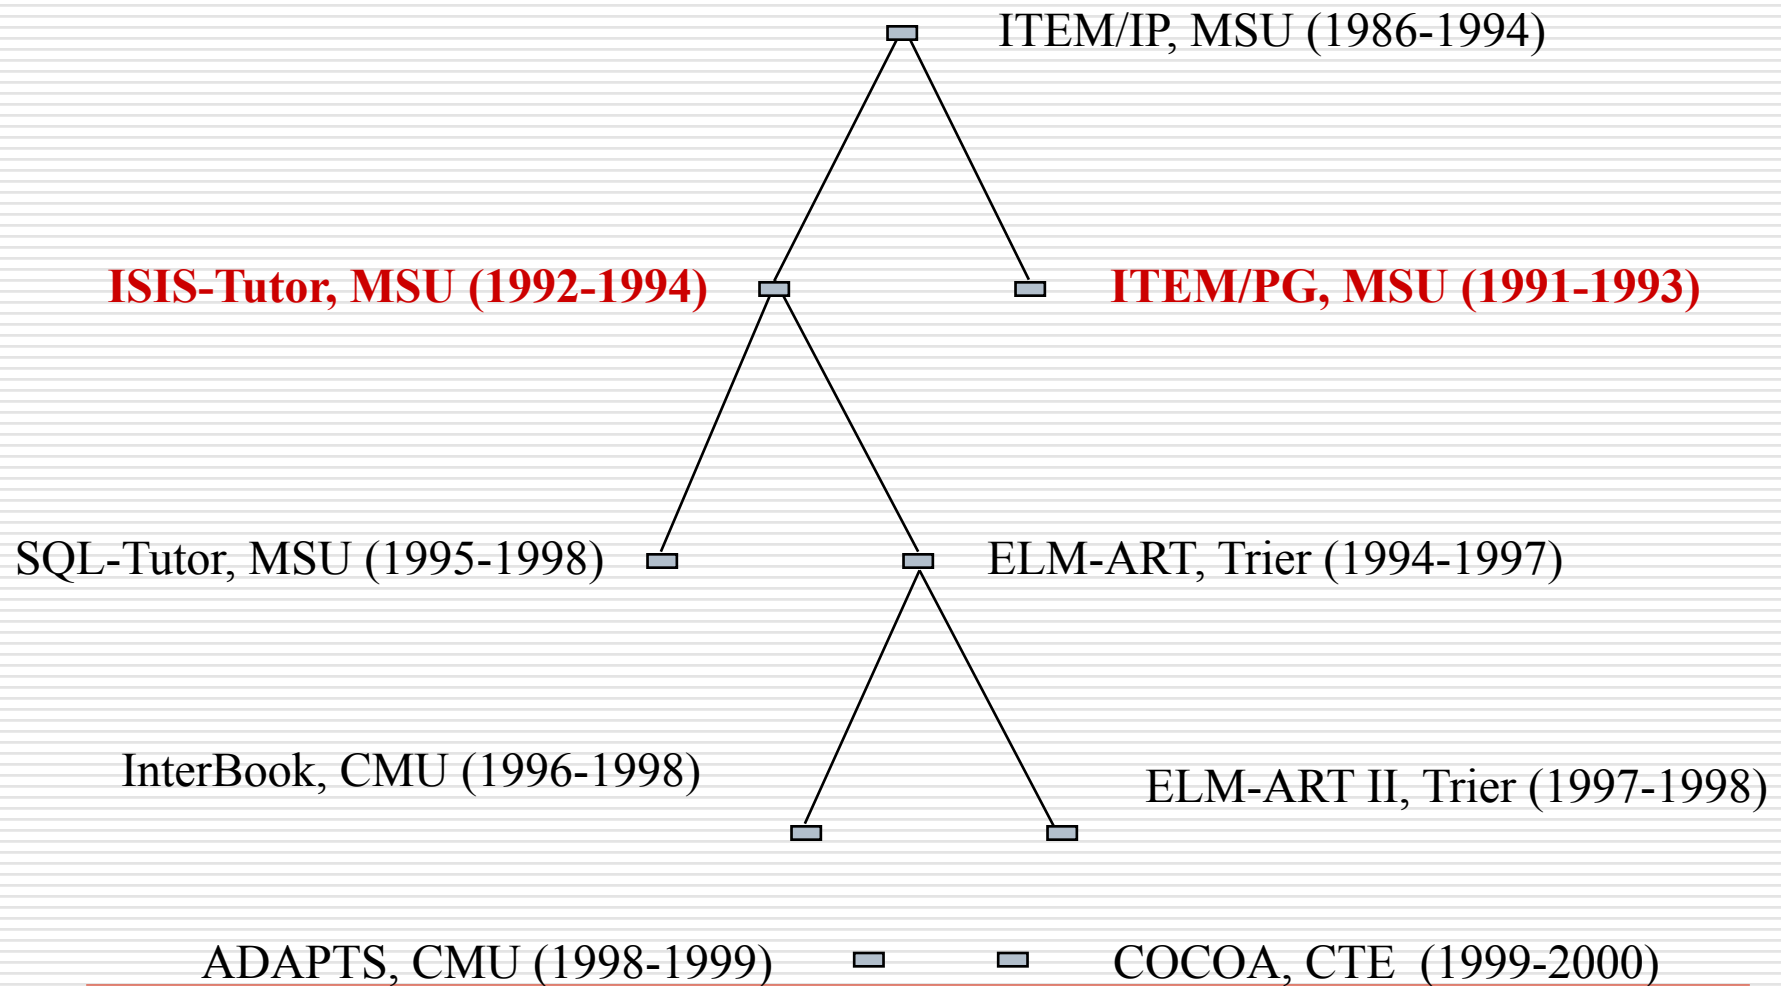 ITEM/IP, MSU (1986-1994)
ISIS-Tutor, MSU (1992-1994)
ITEM/PG, MSU (1991-1993)
SQL-Tutor, MSU (1995-1998)
ELM-ART, Trier (1994-1997)
InterBook, CMU (1996-1998)
ELM-ART II, Trier (1997-1998)
ADAPTS, CMU (1998-1999)
COCOA, CTE (1999-2000)